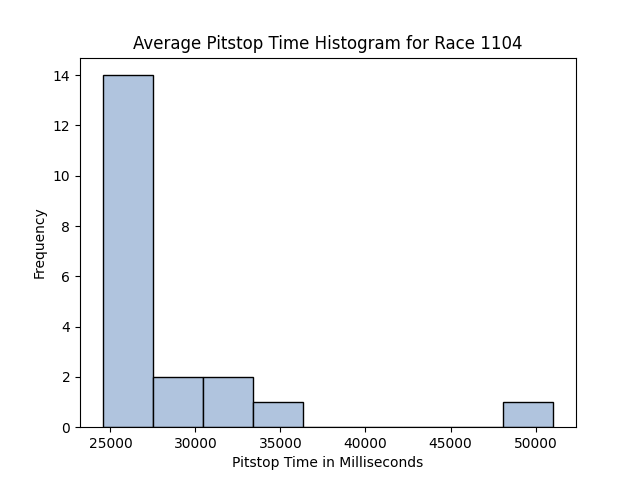 Average Pitstop Time Histogram for Race 1104
14
12
10
8
6
4
2
0
Frequency
25000 30000 35000 40000 45000 50000
Pitstop Time in Milliseconds